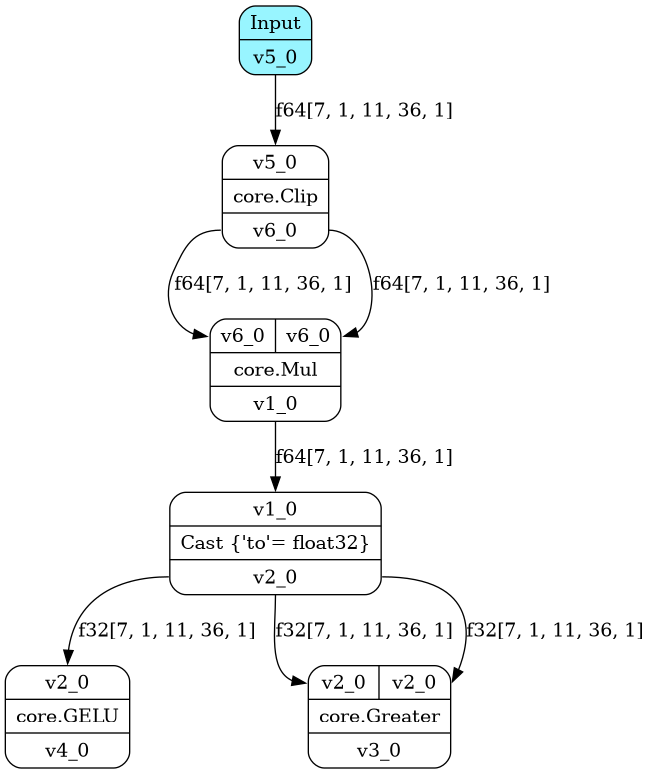 Input
v5_0
f64[7, 1, 11, 36, 1]
v5_0
core.Clip
v6_0
f64[7, 1, 11, 36, 1] f64[7, 1, 11, 36, 1]
v6_0 v6_0
core.Mul
v1_0
f64[7, 1, 11, 36, 1]
v1_0
Cast {'to'= float32}
v2_0
f32[7, 1, 11, 36, 1] f32[7, 1, 11, 36, 1] f32[7, 1, 11, 36, 1]
v2_0
core.GELU
v4_0
v2_0 v2_0
core.Greater
v3_0